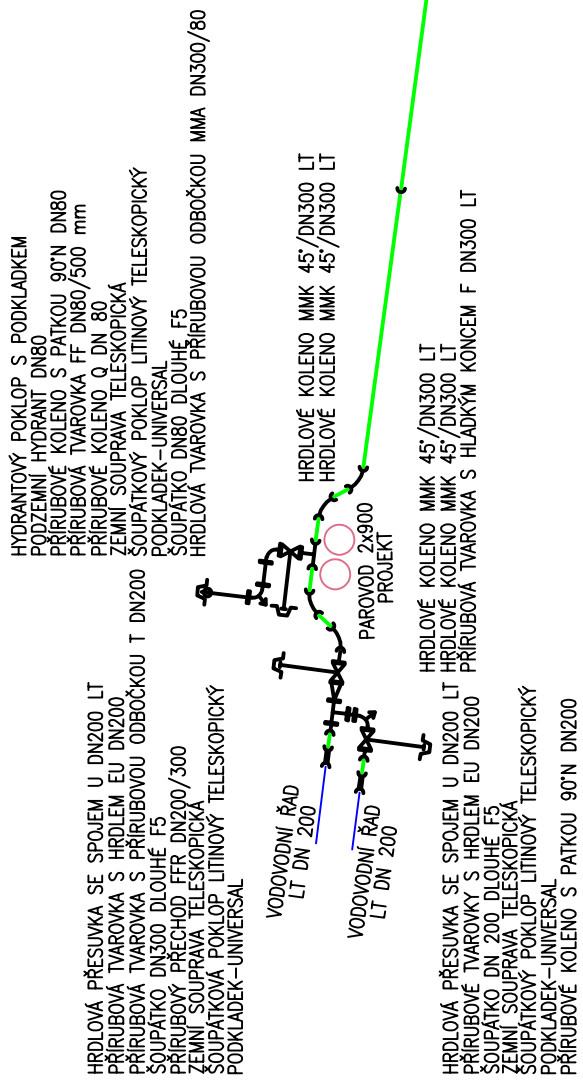 HYDRANTOVÝ POKLOP S PODKLADKEM
PODZEMNÍ HYDRANT DN80
PŘÍRUBOVÉ KOLENO S PATKOU 90°N DN80
PŘÍRUBOVÁ TVAROVKA FF DN80/500 mm
PŘÍRUBOVÉ KOLENO Q DN 80
ZEMNÍ SOUPRAVA TELESKOPICKÁ
ŠOUPÁTKOVÝ POKLOP LITINOVÝ TELESKOPICKÝ
PODKLADEK-UNIVERSAL
ŠOUPÁTKO DN80 DLOUHÉ F5
HRDLOVÁ TVAROVKA S PŘÍRUBOVOU ODBOČKOU MMA DN300/80
HRDLOVÉ KOLENO MMK 45°/DN300 LT
HRDLOVÉ KOLENO MMK 45°/DN300 LT
PAROVOD 2x900
PROJEKT
HRDLOVÉ KOLENO MMK 45°/DN300 LT
HRDLOVÉ KOLENO MMK 45°/DN300 LT
PŘÍRUBOVÁ TVAROVKA S HLADKÝM KONCEM F DN300 LT
HRDLOVÁ PŘESUVKA SE SPOJEM U DN200 LT
PŘÍRUBOVÁ TVAROVKA S HRDLEM EU DN200
PŘÍRUBOVÁ TVAROVKA S PŘÍRUBOVOU ODBOČKOU T DN200
ŠOUPÁTKO DN300 DLOUHÉ F5
PŘÍRUBOVÝ PŘECHOD FFR DN200/300
ZEMNÍ SOUPRAVA TELESKOPICKÁ
ŠOUPÁTKOVÁ POKLOP LITINOVÝ TELESKOPICKÝ
PODKLADEK-UNIVERSAL
VODOVODNÍ ŘAD
LT DN 200
VODOVODNÍ ŘAD
LT DN 200
HRDLOVÁ PŘESUVKA SE SPOJEM U DN200 LT
PŘÍRUBOVÉ TVAROVKY S HRDLEM EU DN200
ŠOUPÁTKO DN 200 DLOUHÉ F5
ZEMNÍ SOUPRAVA TELESKOPICKÁ
ŠOUPÁTKOVÝ POKLOP LITINOVÝ TELESKOPICKÝ
PODKLADEK-UNIVERSAL
PŘÍRUBOVÉ KOLENO S PATKOU 90°N DN200